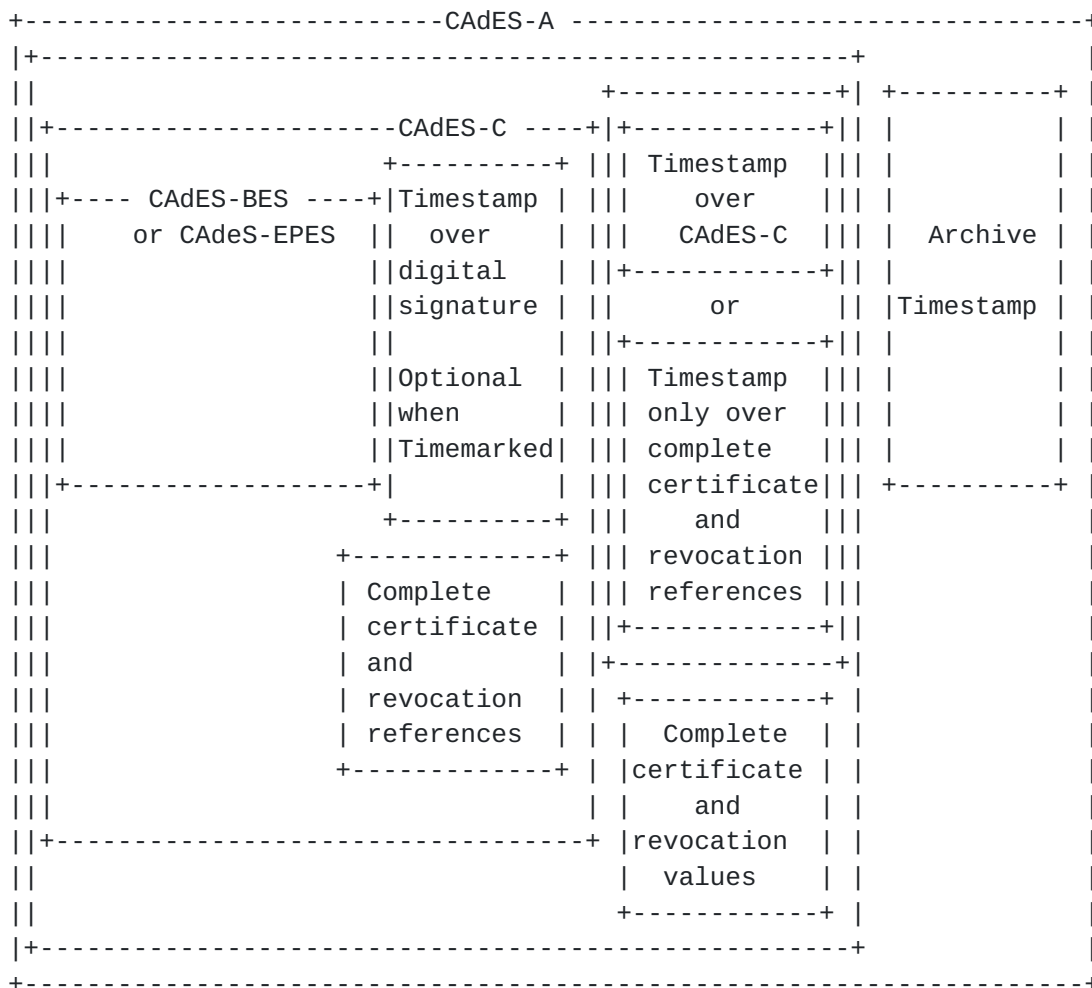 +---------------------------CAdES-A ---------------------------------+
|+----------------------------------------------------+              |
||                                     +--------------+| +----------+ |
||+----------------------CAdES-C ----+|+------------+|| |          | |
|||                     +----------+ ||| Timestamp  ||| |          | |
|||+---- CAdES-BES ----+|Timestamp | |||    over    ||| |          | |
||||    or CAdeS-EPES  ||  over    | |||   CAdES-C  ||| |  Archive | |
||||                   ||digital   | ||+------------+|| |          | |
||||                   ||signature | ||      or      || |Timestamp | |
||||                   ||          | ||+------------+|| |          | |
||||                   ||Optional  | ||| Timestamp  ||| |          | |
||||                   ||when      | ||| only over  ||| |          | |
||||                   ||Timemarked| ||| complete   ||| |          | |
|||+-------------------+|          | ||| certificate||| +----------+ |
|||                     +----------+ |||    and     |||              |
|||                  +-------------+ ||| revocation |||              |
|||                  | Complete    | ||| references |||              |
|||                  | certificate | ||+------------+||              |
|||                  | and         | |+--------------+|              |
|||                  | revocation  | | +------------+ |              |
|||                  | references  | | |  Complete  | |              |
|||                  +-------------+ | |certificate | |              |
|||                                  | |    and     | |              |
||+----------------------------------+ |revocation  | |              |
||                                     |  values    | |              |
||                                     +------------+ |              |
|+----------------------------------------------------+              |
+--------------------------------------------------------------------+